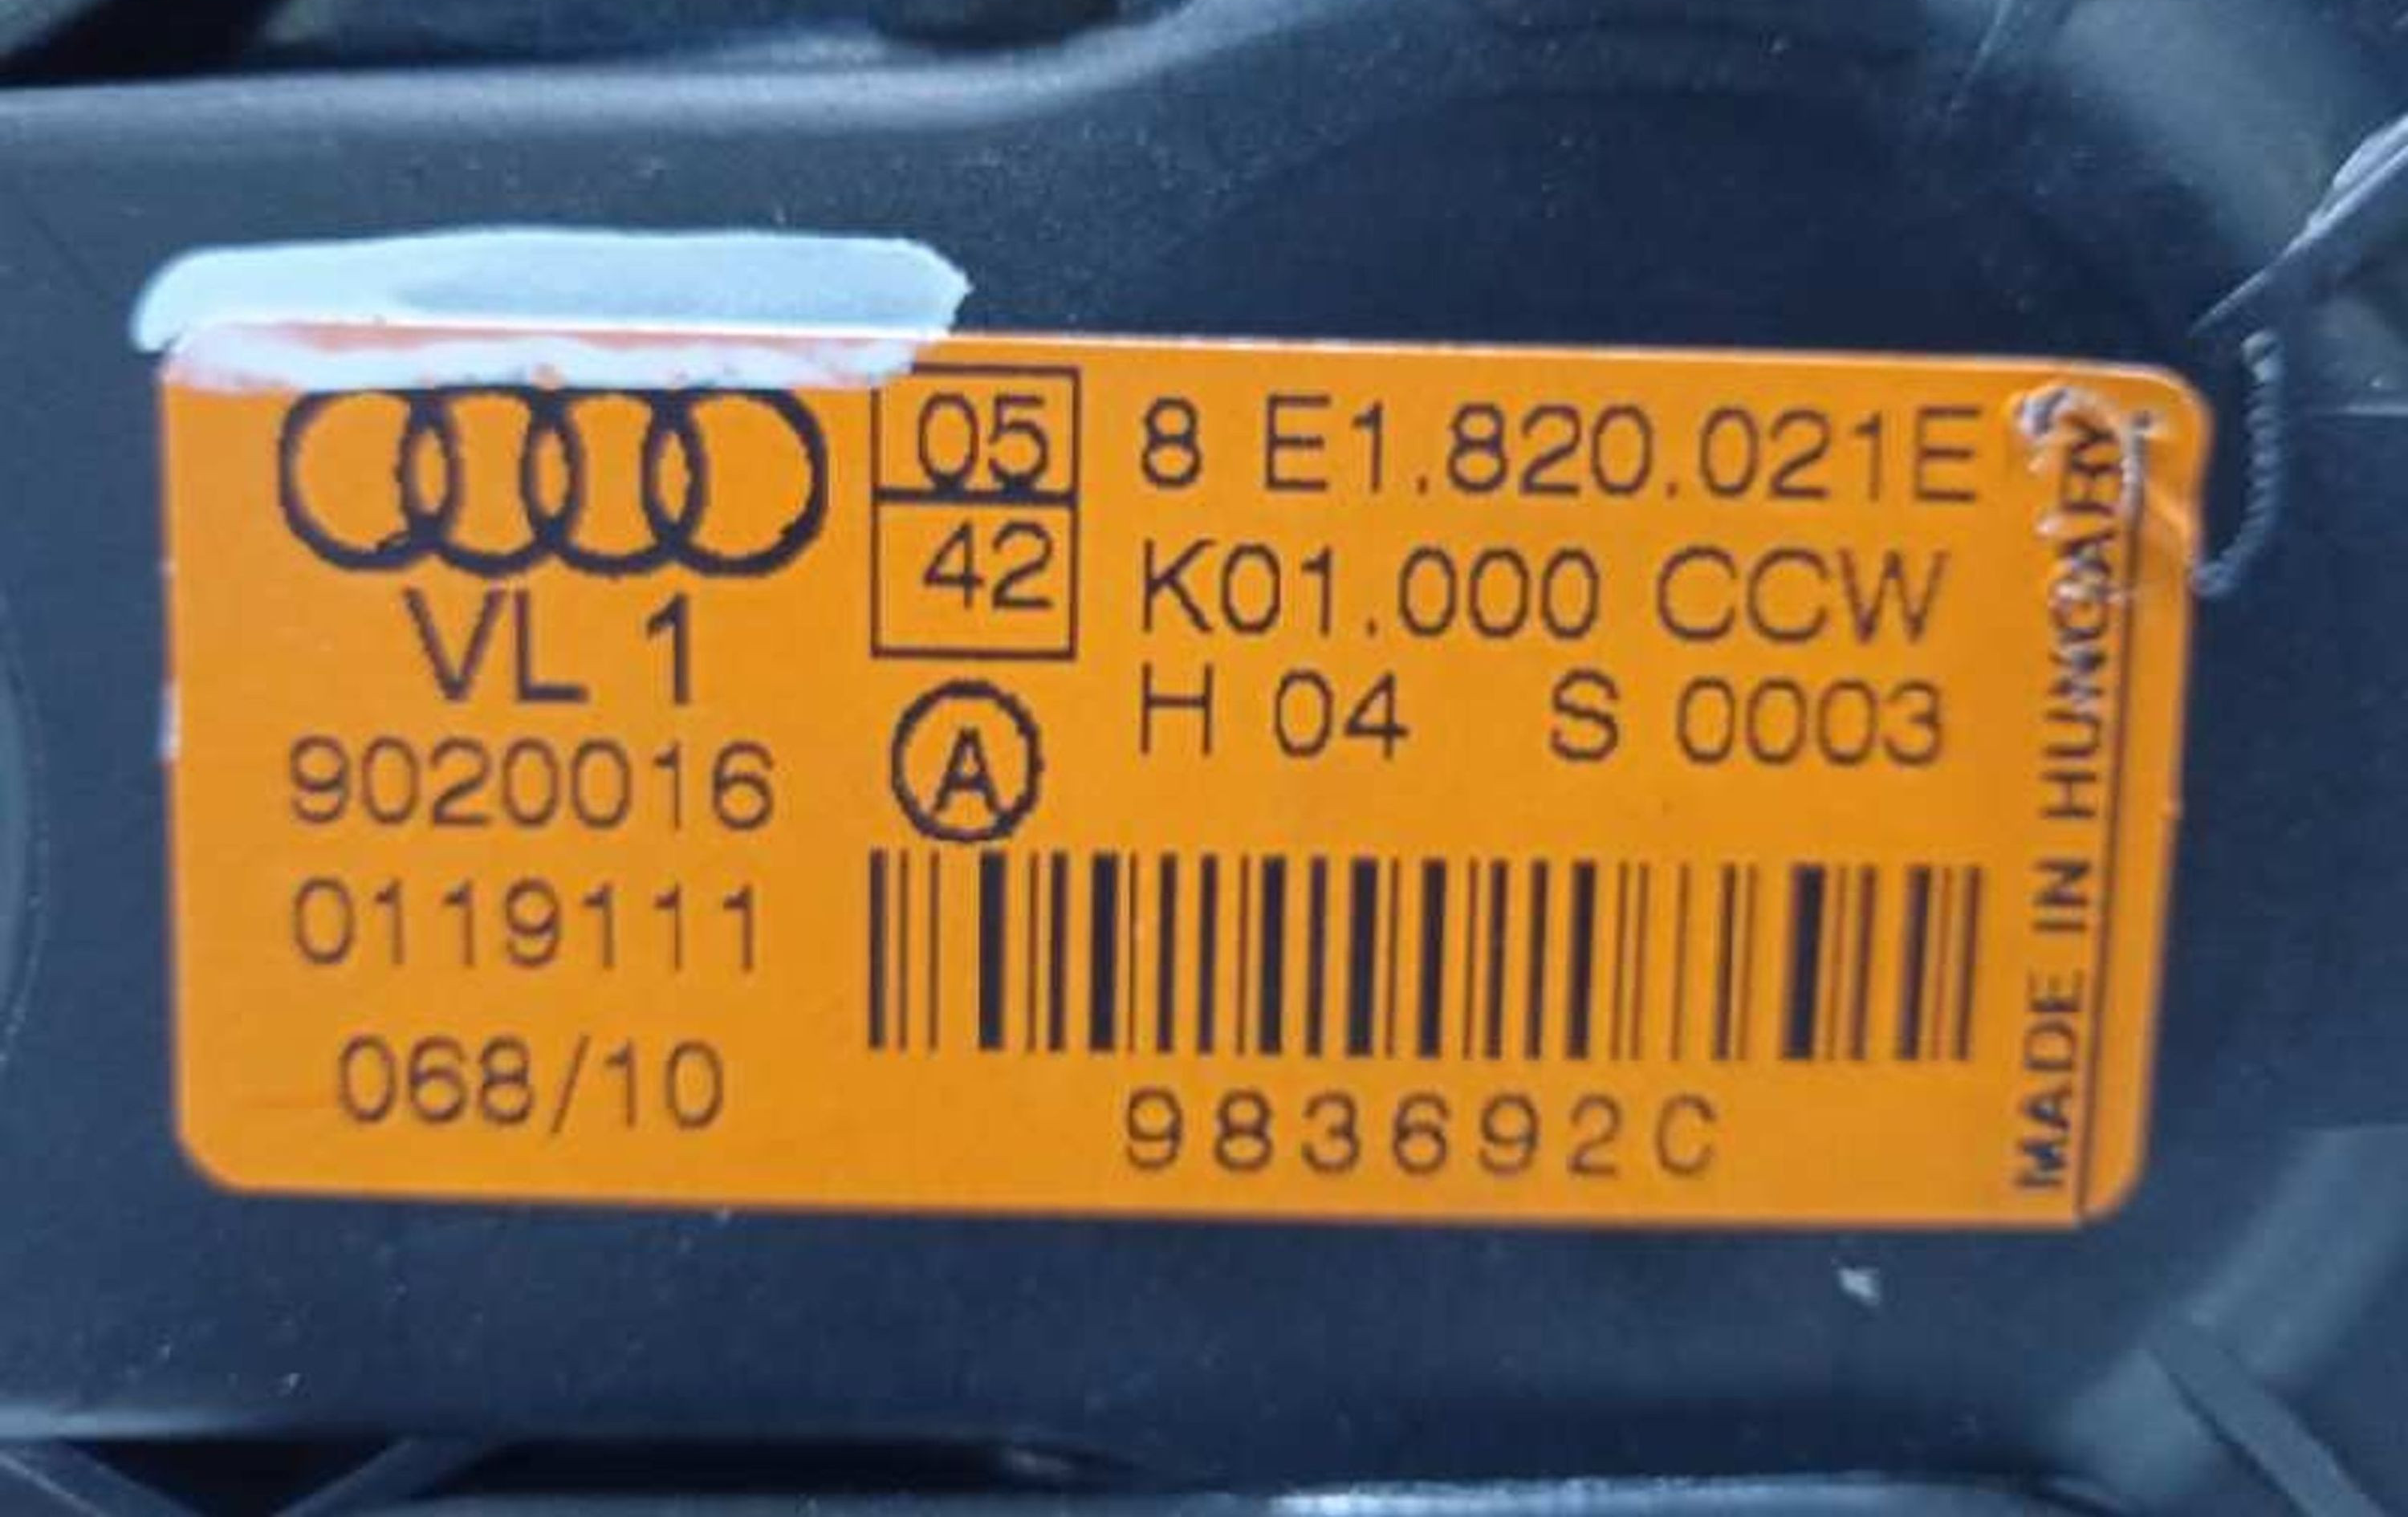 VL 1
9020016
0119111
068/10
05
42
A
8 E1.820.021E
K01.000 CCW
H 04 S 0003
983692C
MADE IN HUNGARY